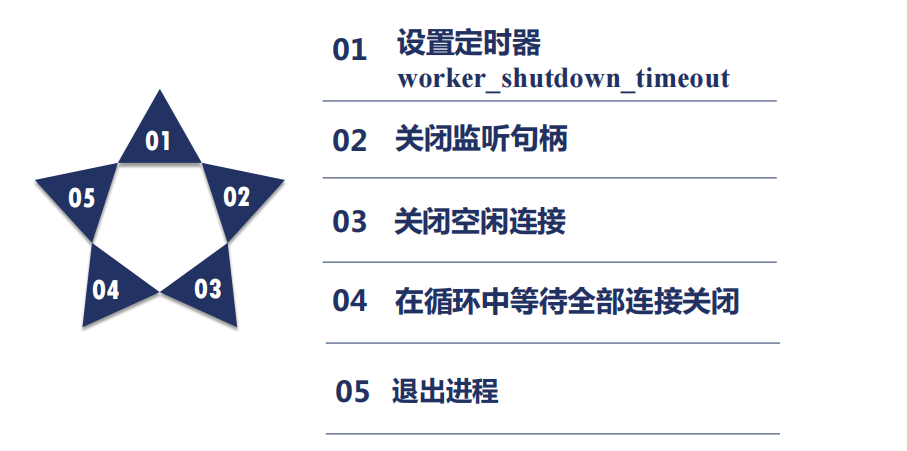 01
02
03
04
05
01 设置定时器
worker_shutdown_timeout
02 关闭监听句柄
03 关闭空闲连接
04 在循环中等待全部连接关闭
05 退出进程